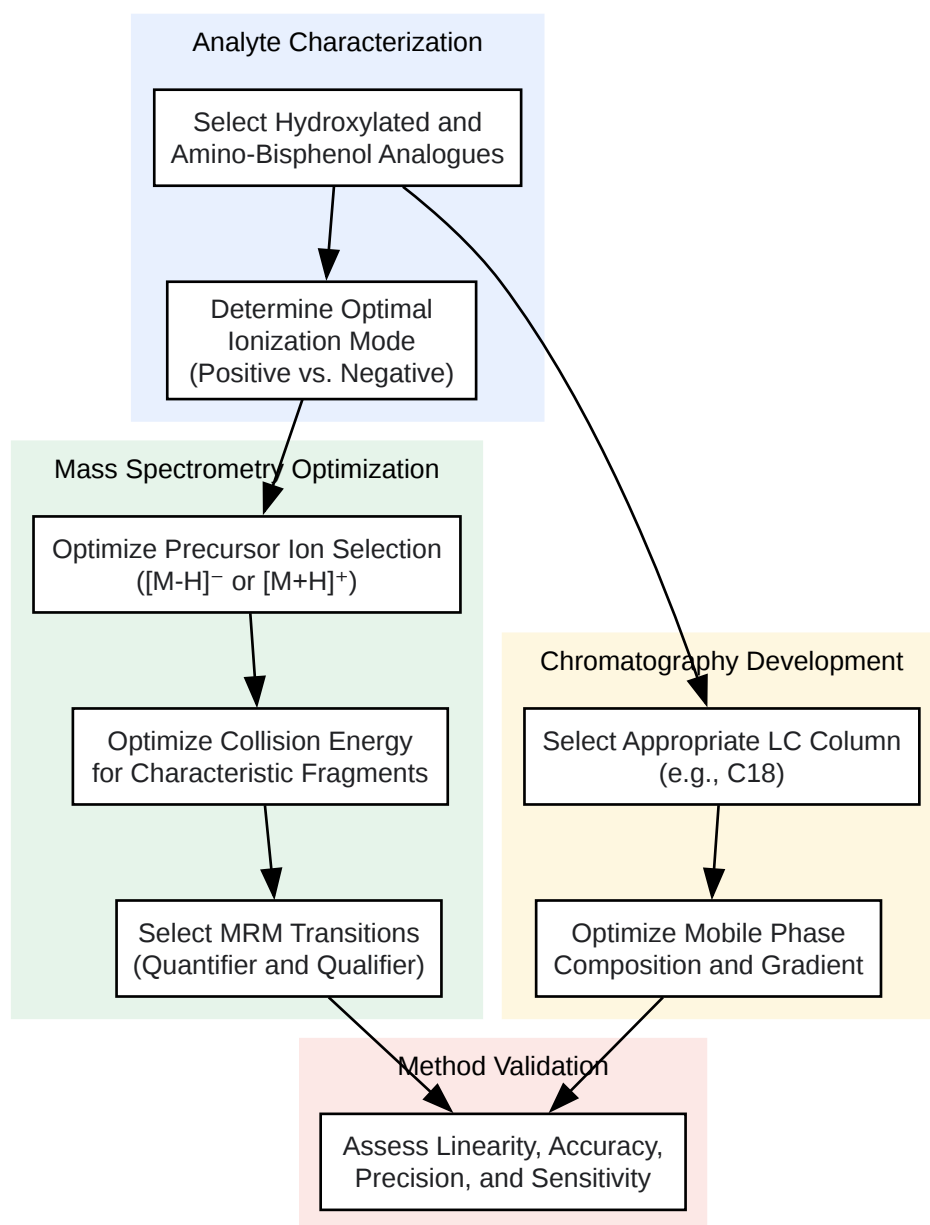 Analyte Characterization
Select Hydroxylated and
Amino-Bisphenol Analogues
Determine Optimal
Ionization Mode
(Positive vs. Negative)
Mass Spectrometry Optimization
Optimize Precursor Ion Selection
([M-H]⁻ or [M+H]⁺)
Optimize Collision Energy
for Characteristic Fragments
Select MRM Transitions
(Quantifier and Qualifier)
Chromatography Development
Select Appropriate LC Column
(e.g., C18)
Optimize Mobile Phase
Composition and Gradient
Method Validation
Assess Linearity, Accuracy,
Precision, and Sensitivity